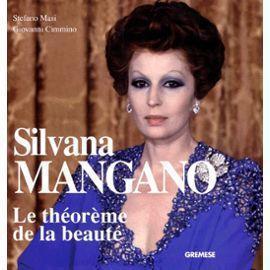 Stefano Masi
Giovanni Cimmino
Silvana
MANGANO
Le théorème
de la beauté
GREMESE